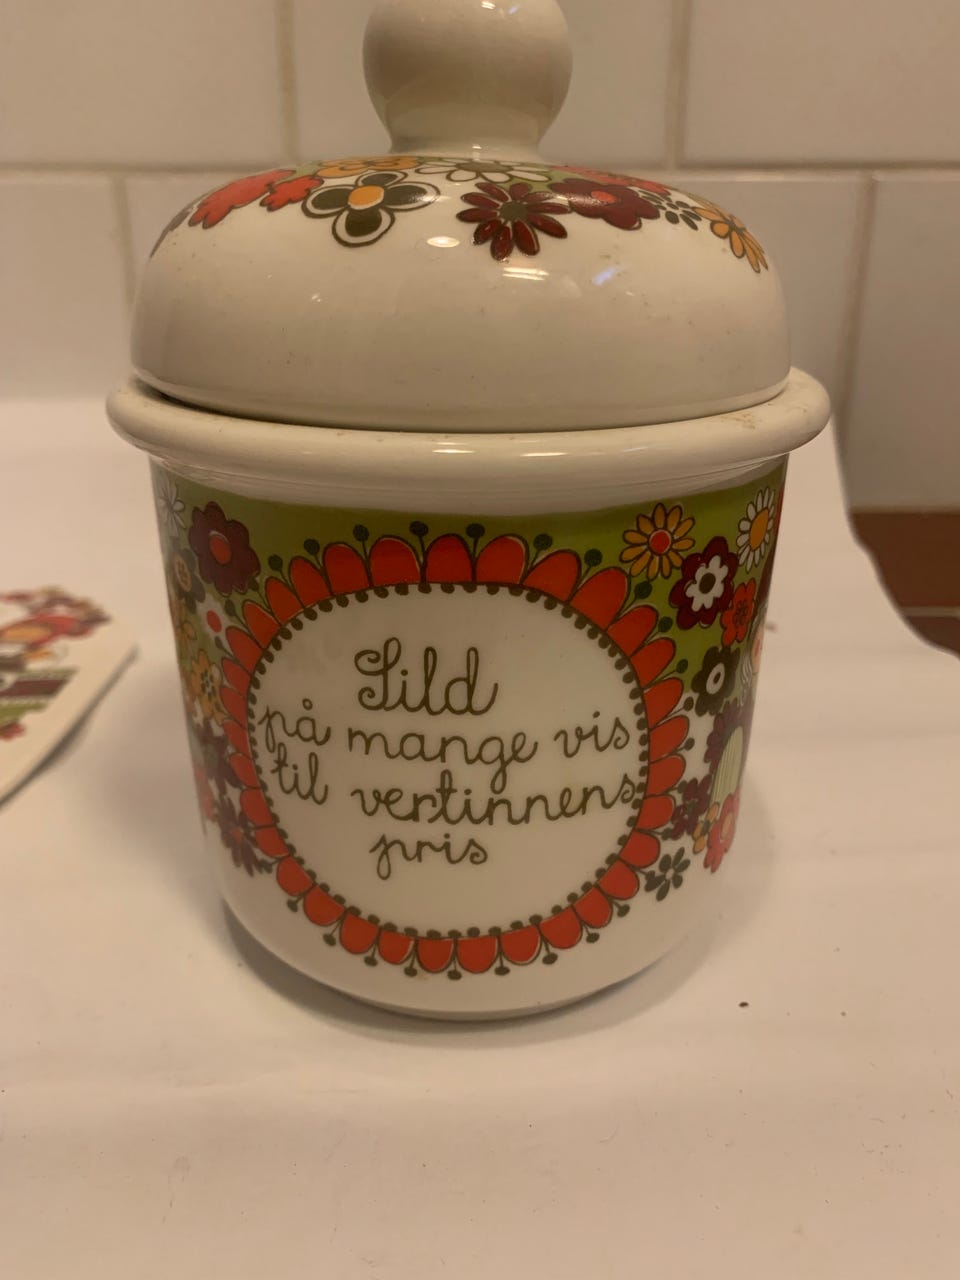 Sild
på mange vis
til vertinnens
pris